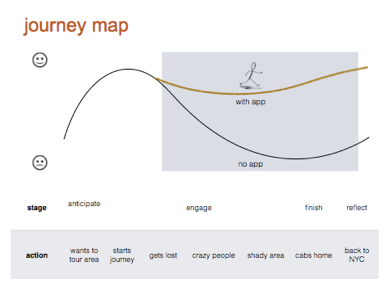 journey map
with app
no app
stage anticipate engage finish reflect
action wants to tour area starts journey gets lost crazy people shady area cabs home back to NYC